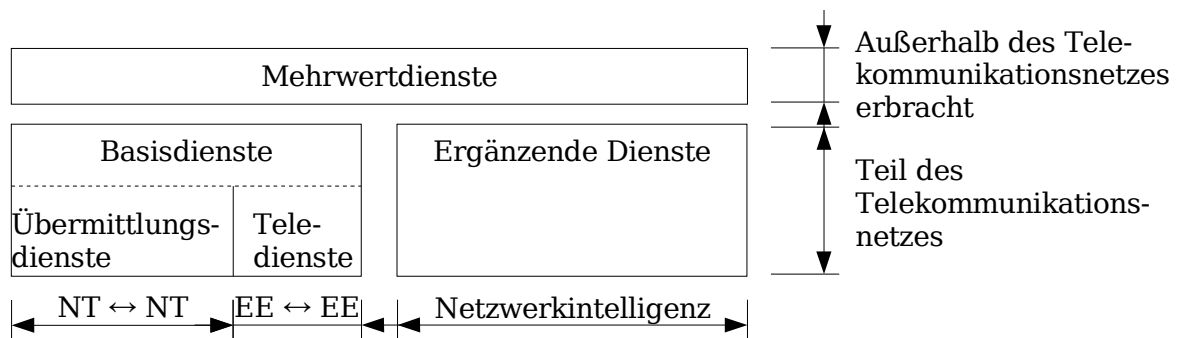 Mehrwertdienste
Außerhalb des Tele-
kommunikationsnetzes
erbracht
Basisdienste
Ergänzende Dienste
Übermittlungs-
dienste
Tele-
dienste
Teil des
Telekommunikations-
netzes
NT ↔ NT
EE ↔ EE
Netzwerkintelligenz